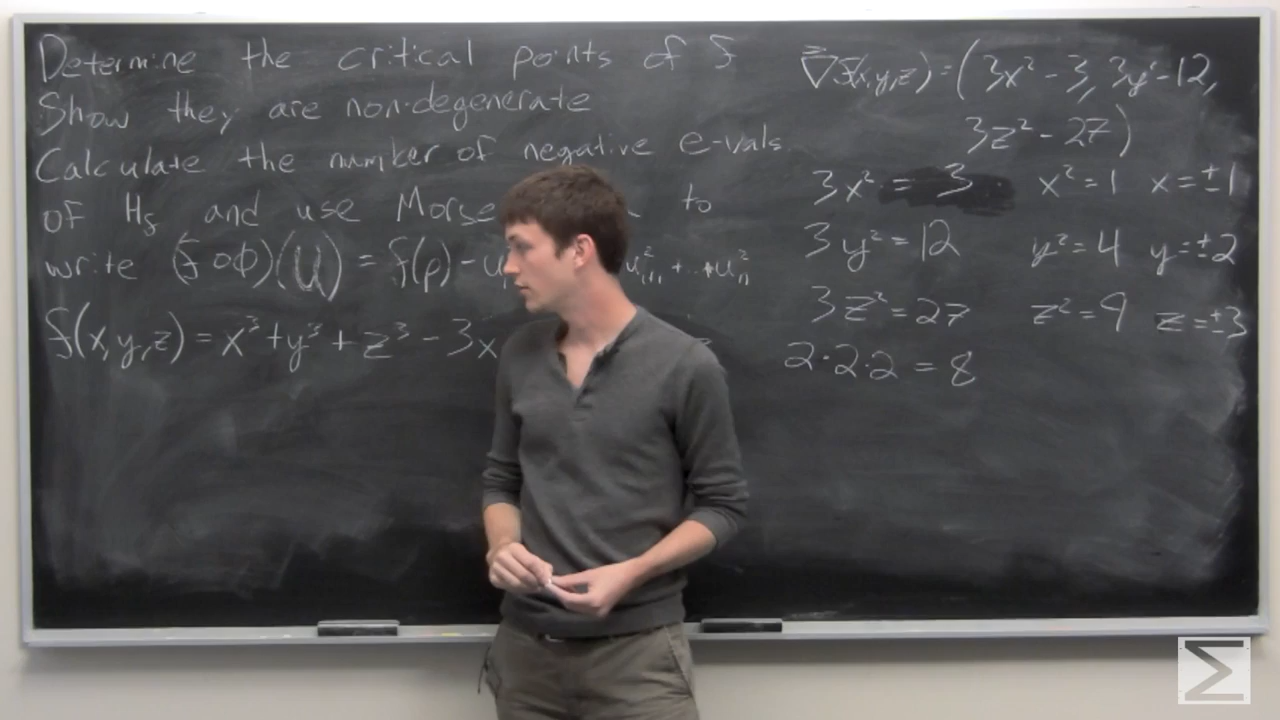 Determine the critical points of f
Show they are non-degenerate
Calculate the number of negative e-vals
of Hf and use Morse to
write (f∘Φ)(U) = f(p) - u² + ... + uₙ²
f(x,y,z) = x³ + y³ + z³ - 3x
∇f(x,y,z) = (3x² - 3, 3y² - 12,
3z² - 27)
3x² = 3 x² = 1 x = ±1
3y² = 12 y² = 4 y = ±2
3z² = 27 z² = 9 z = ±3
2·2·2 = 8
Σ